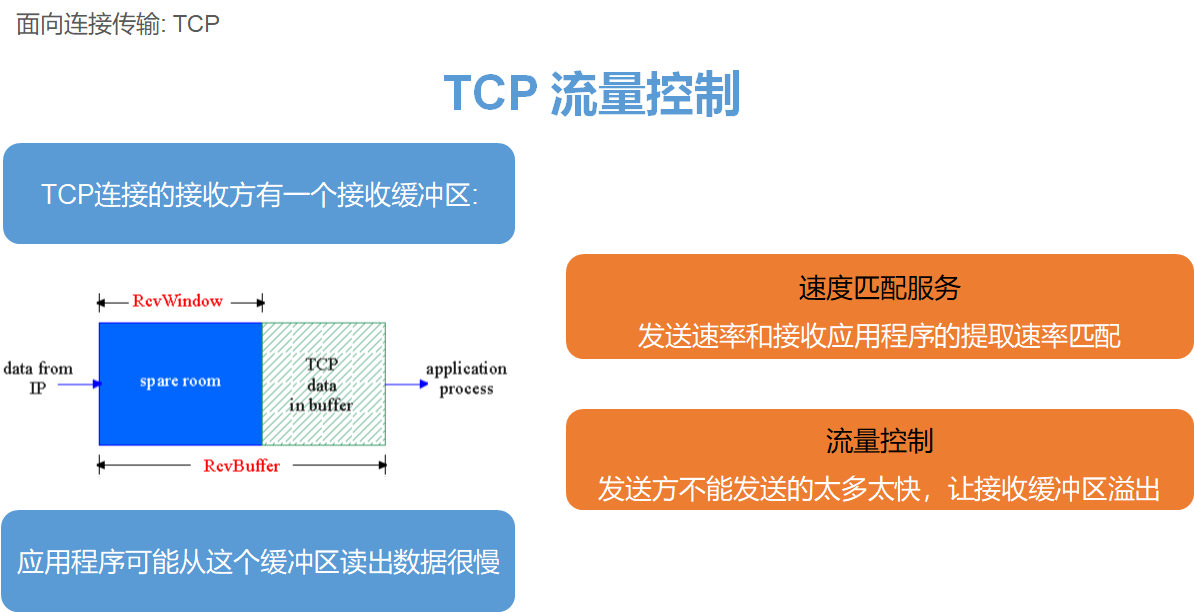 面向连接传输: TCP
TCP 流量控制
TCP连接的接收方有一个接收缓冲区:
RcvWindow
data from
IP
spare room
TCP
data
in buffer
application
process
RcvBuffer
应用程序可能从这个缓冲区读出数据很慢
速度匹配服务
发送速率和接收应用程序的提取速率匹配
流量控制
发送方不能发送的太多太快，让接收缓冲区溢出